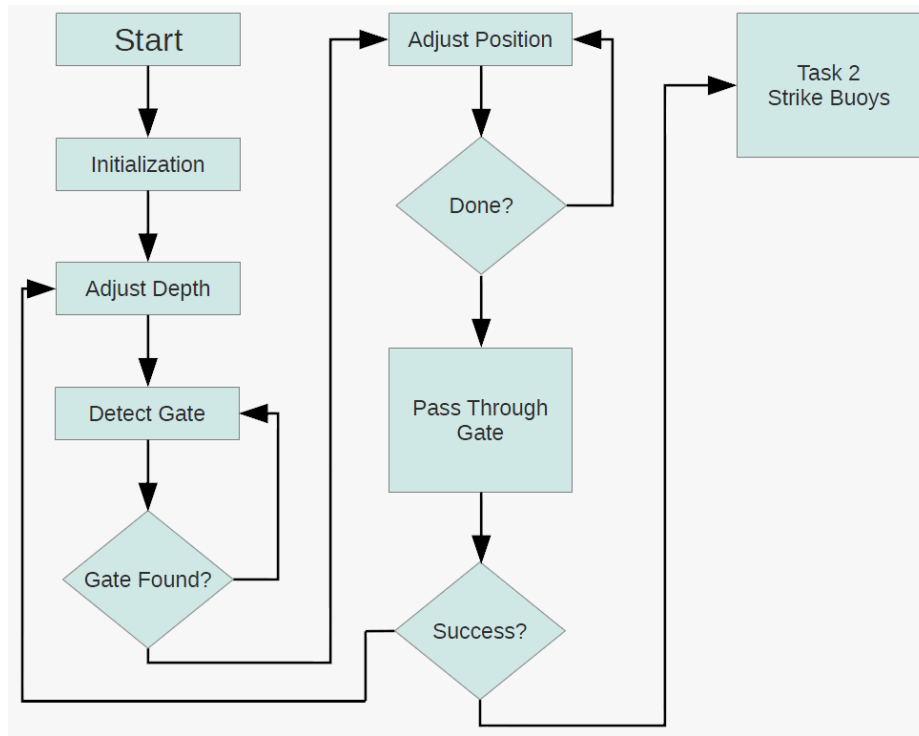 Start
Initialization
Adjust Depth
Detect Gate
Gate Found?
Adjust Position
Done?
Pass Through
Gate
Success?
Task 2
Strike Buoys